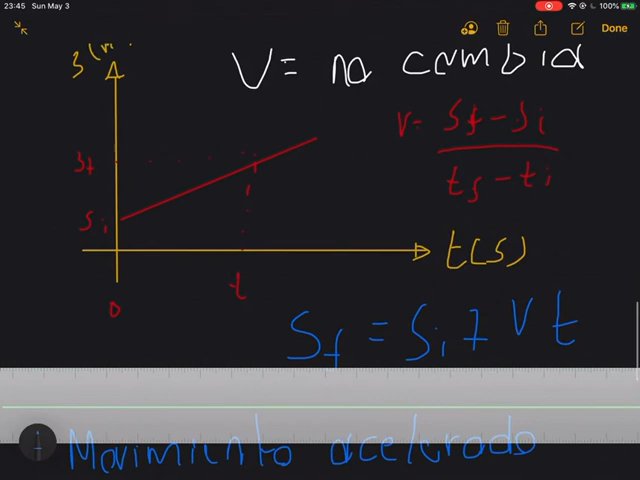 23:45 Sun May 3
100%
Done
V = no cambia
V = Sf - Si
tf - ti
Sf
Si
t(s)
0
t
Sf = Si + V t
Movimiento acelerado